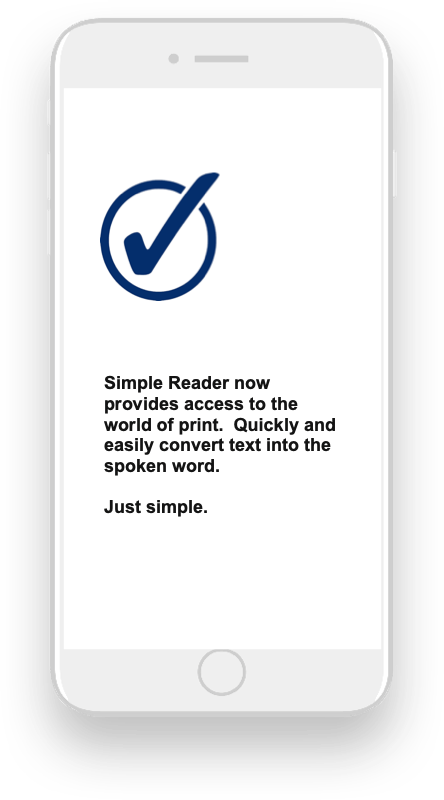 Simple Reader now
provides access to the
world of print.  Quickly and
easily convert text into the
spoken word.
Just simple.